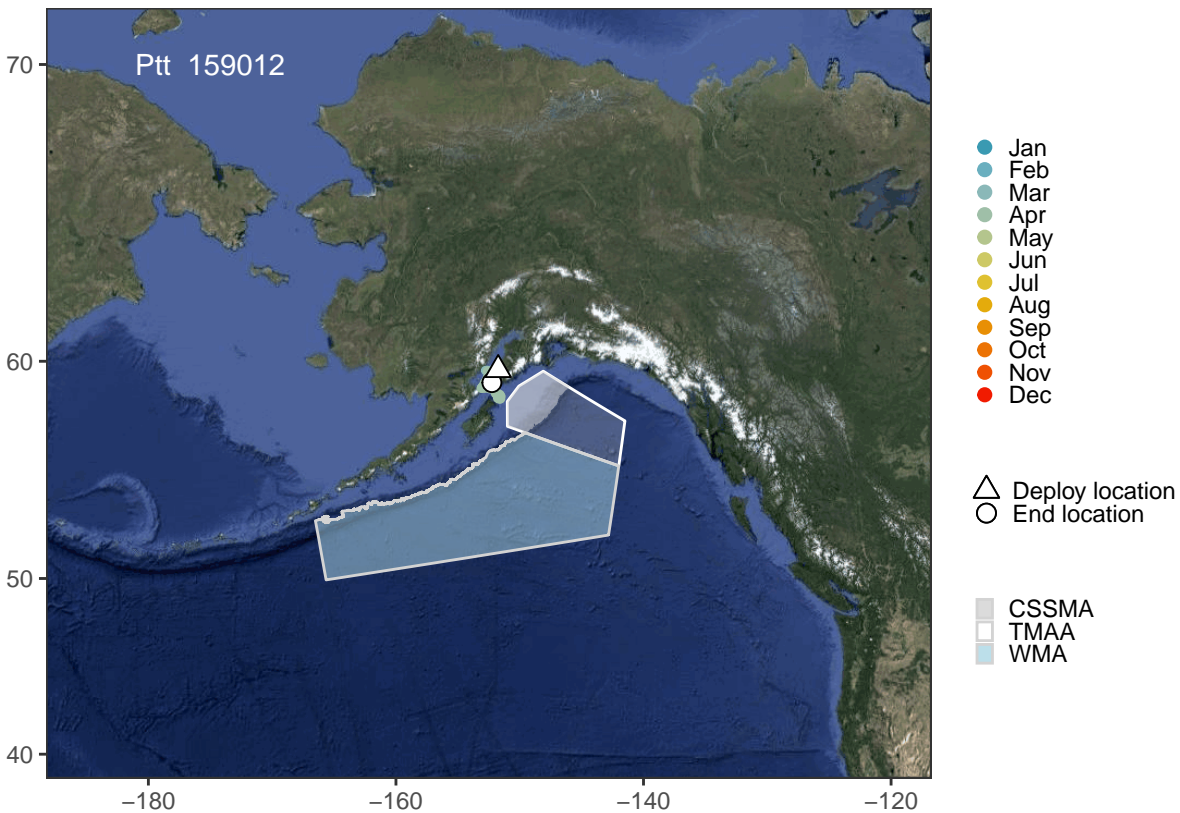 Ptt 159012
70
60
50
40
−180
−160
−140
−120
Jan
Feb
Mar
Apr
May
Jun
Jul
Aug
Sep
Oct
Nov
Dec
Deploy location
End location
CSSMA
TMAA
WMA